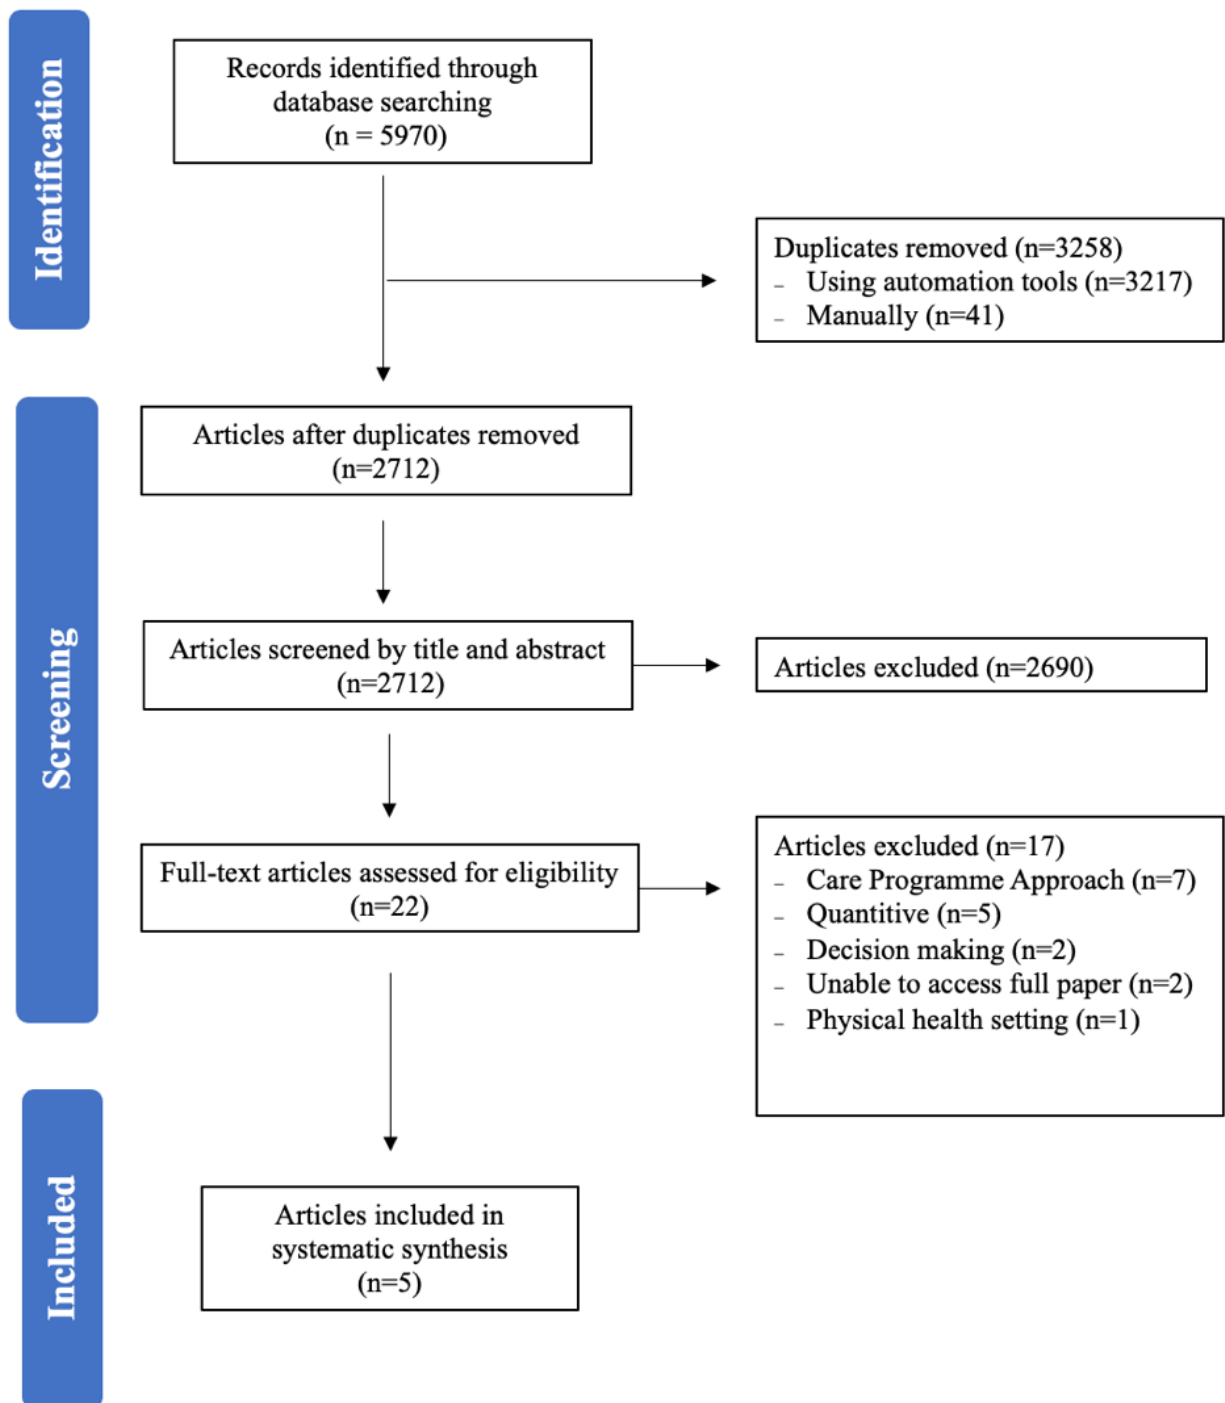 Identification
Records identified through
database searching
(n = 5970)
Duplicates removed (n=3258)
- Using automation tools (n=3217)
- Manually (n=41)
Screening
Articles after duplicates removed
(n=2712)
Articles screened by title and abstract
(n=2712)
Articles excluded (n=2690)
Full-text articles assessed for eligibility
(n=22)
Articles excluded (n=17)
- Care Programme Approach (n=7)
- Quantitive (n=5)
- Decision making (n=2)
- Unable to access full paper (n=2)
- Physical health setting (n=1)
Included
Articles included in
systematic synthesis
(n=5)